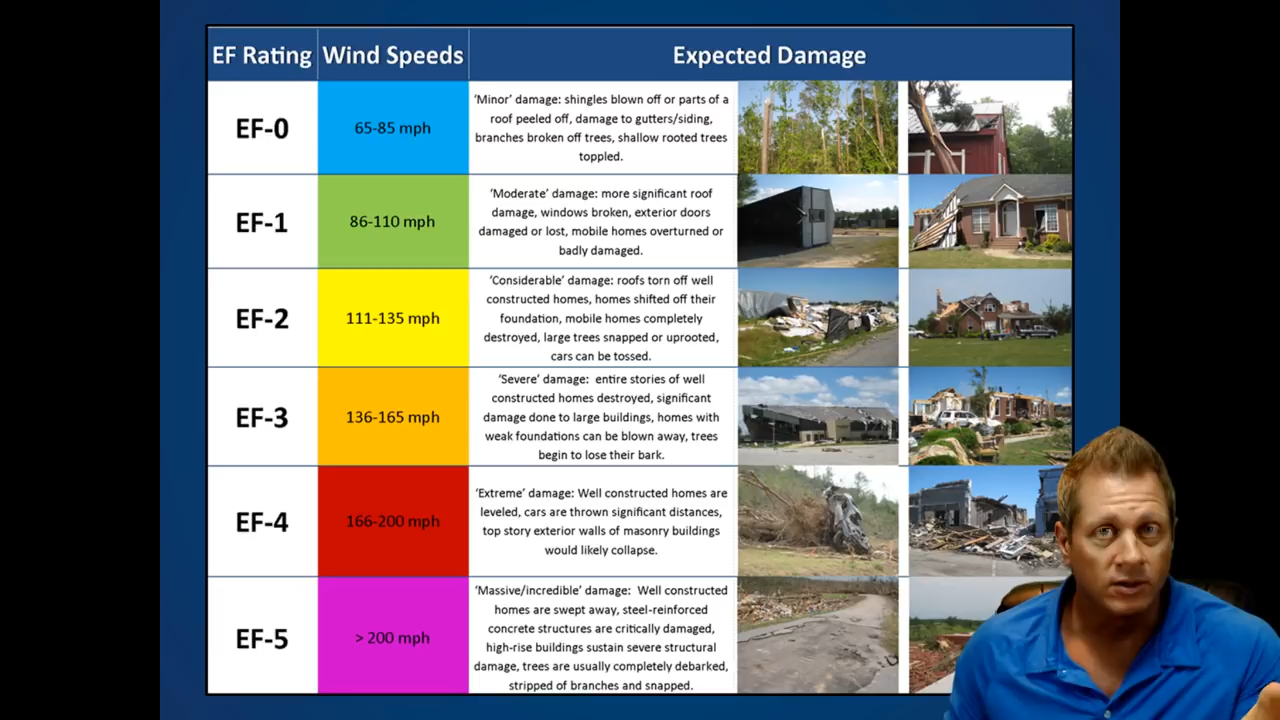 EF Rating Wind Speeds Expected Damage
EF-0
65-85 mph
‘Minor’ damage: shingles blown off or parts of a
roof peeled off, damage to gutters/siding,
branches broken off trees, shallow rooted trees
toppled.
EF-1
86-110 mph
‘Moderate’ damage: more significant roof
damage, windows broken, exterior doors
damaged or lost, mobile homes overturned or
badly damaged.
EF-2
111-135 mph
‘Considerable’ damage: roofs torn off well
constructed homes, homes shifted off their
foundation, mobile homes completely
destroyed, large trees snapped or uprooted,
cars can be tossed.
EF-3
136-165 mph
‘Severe’ damage: entire stories of well
constructed homes destroyed, significant
damage done to large buildings, homes with
weak foundations can be blown away, trees
begin to lose their bark.
EF-4
166-200 mph
‘Extreme’ damage: Well constructed homes are
leveled, cars are thrown significant distances,
top story exterior walls of masonry buildings
would likely collapse.
EF-5
> 200 mph
‘Massive/incredible’ damage: Well constructed
homes are swept away, steel-reinforced
concrete structures are critically damaged,
high-rise buildings sustain severe structural
damage, trees are usually completely debarked,
stripped of branches and snapped.